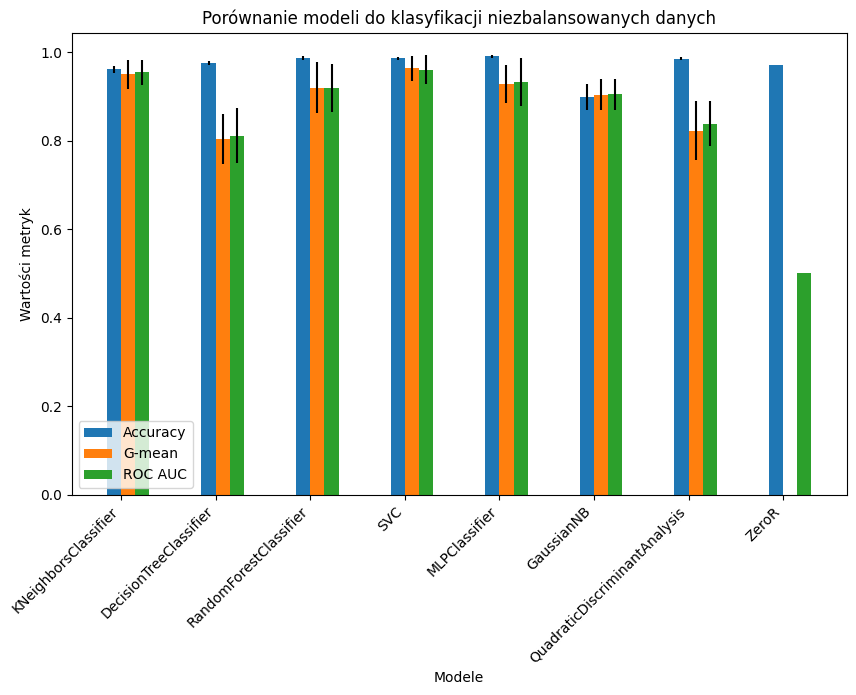 Porównanie modeli do klasyfikacji niezbalansowanych danych
Wartości metryk
1.0
0.8
0.6
0.4
0.2
0.0
Accuracy
G-mean
ROC AUC
KNeighborsClassifier
DecisionTreeClassifier
RandomForestClassifier
SVC
MLPClassifier
GaussianNB
QuadraticDiscriminantAnalysis
ZeroR
Modele